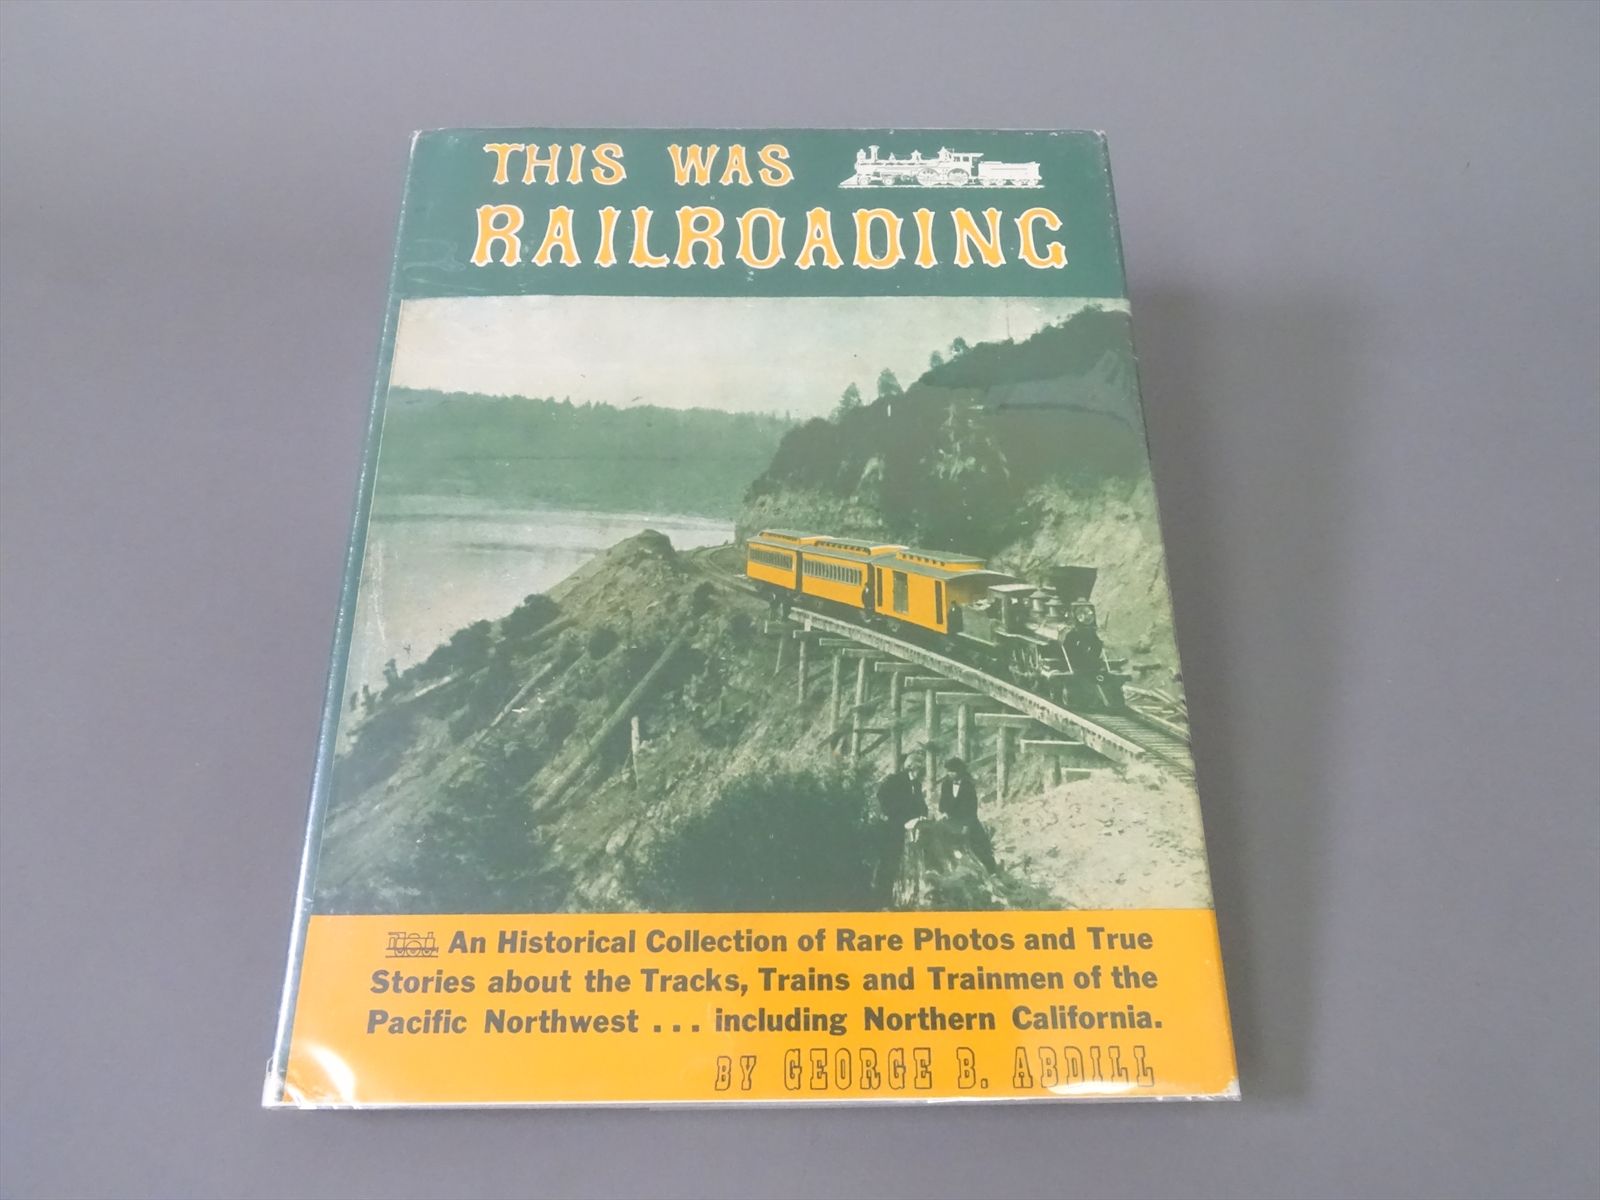 THIS WAS
RAILROADING
An Historical Collection of Rare Photos and True
Stories about the Tracks, Trains and Trainmen of the
Pacific Northwest . . . including Northern California.
BY GEORGE B. ABDILL